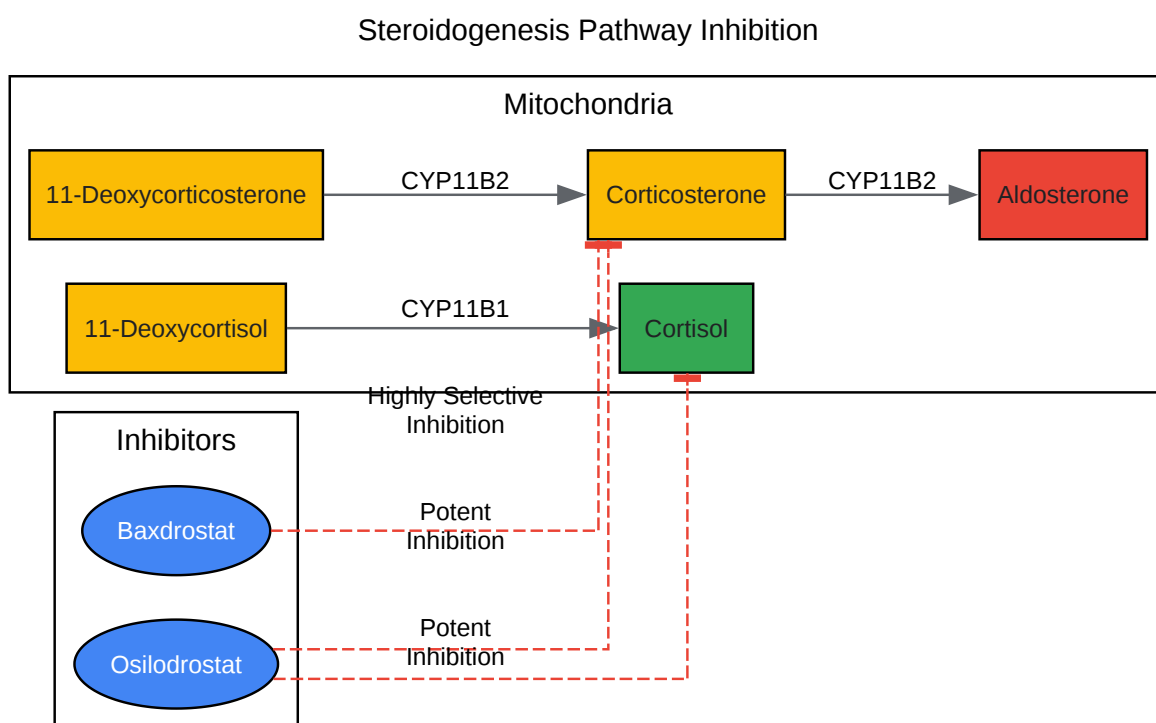 Steroidogenesis Pathway Inhibition
Mitochondria
11-Deoxycorticosterone
CYP11B2
Corticosterone
CYP11B2
Aldosterone
11-Deoxycortisol
CYP11B1
Cortisol
Highly Selective
Inhibition
Inhibitors
Baxdrostat
Potent
Inhibition
Osilodrostat
Potent
Inhibition